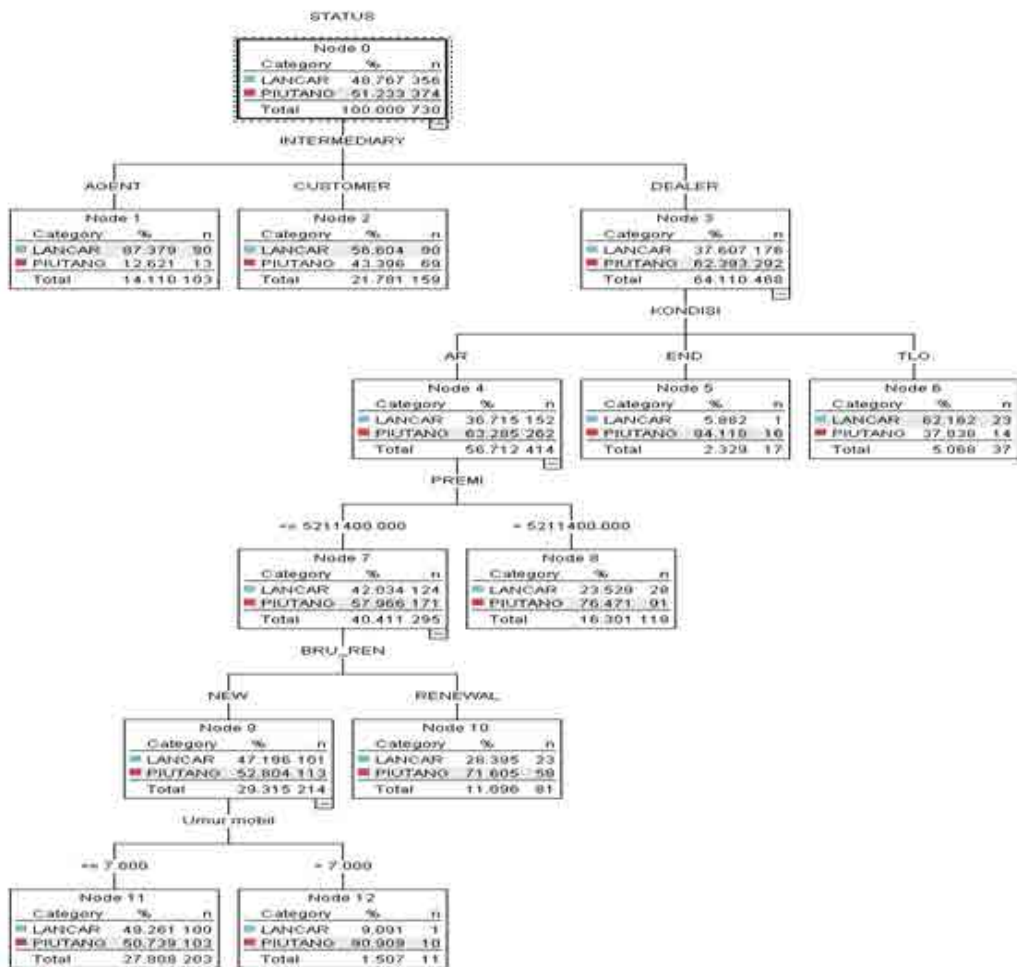 STATUS
Node 0
Category % n
LANCAR 48.767 356
PIUTANG 51.233 374
Total 100.000 730
INTERMEDIARY
AGENT
Node 1
Category % n
LANCAR 87.379 90
PIUTANG 12.621 13
Total 14.110 103
CUSTOMER
Node 2
Category % n
LANCAR 56.604 90
PIUTANG 43.396 69
Total 21.781 159
DEALER
Node 3
Category % n
LANCAR 37.607 176
PIUTANG 62.393 292
Total 64.110 468
KONDISI
AR
Node 4
Category % n
LANCAR 36.715 152
PIUTANG 63.285 262
Total 56.712 414
END
Node 5
Category % n
LANCAR 5.882 1
PIUTANG 94.118 16
Total 2.329 17
TLO
Node 6
Category % n
LANCAR 62.162 23
PIUTANG 37.838 14
Total 5.068 37
PREMI
<= 5211400.000
Node 7
Category % n
LANCAR 42.034 124
PIUTANG 57.966 171
Total 40.411 295
> 5211400.000
Node 8
Category % n
LANCAR 23.529 28
PIUTANG 76.471 91
Total 16.301 119
BRU_REN
NEW
Node 9
Category % n
LANCAR 47.196 101
PIUTANG 52.804 113
Total 29.315 214
RENEWAL
Node 10
Category % n
LANCAR 28.395 23
PIUTANG 71.605 58
Total 11.096 81
Umur mobil
<= 7.000
Node 11
Category % n
LANCAR 49.261 100
PIUTANG 50.739 103
Total 27.808 203
> 7.000
Node 12
Category % n
LANCAR 9.091 1
PIUTANG 90.909 10
Total 1.507 11